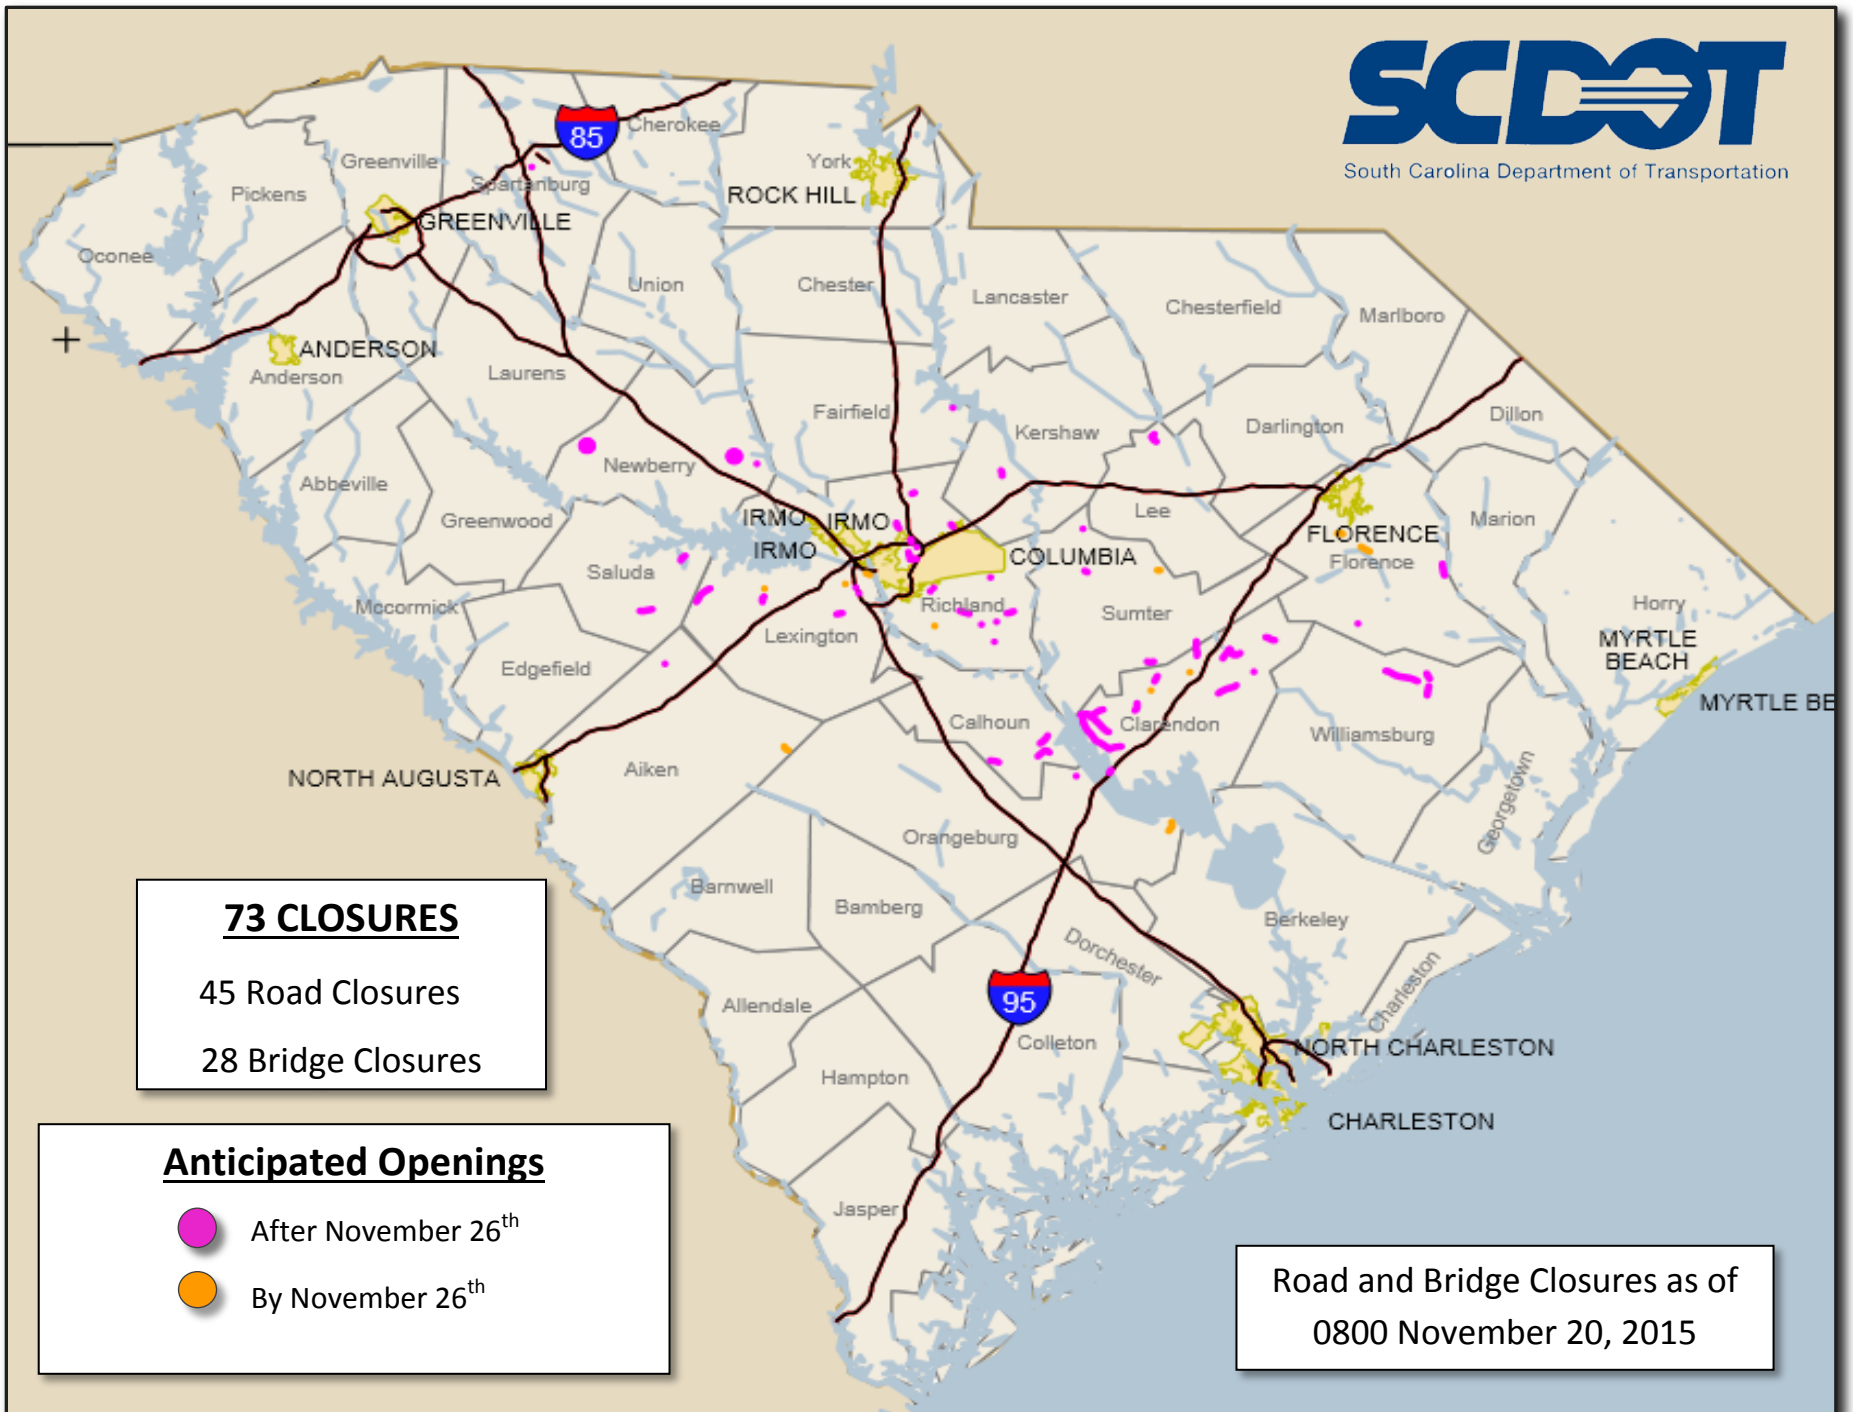 SCDOT
South Carolina Department of Transportation
85
Cherokee
Greenville
York
Pickens
Spartanburg
ROCK HILL
GREENVILLE
Oconee
Union
Chester
Lancaster
Chesterfield
Marlboro
ANDERSON
Anderson
Laurens
Fairfield
Kershaw
Darlington
Dillon
Newberry
Abbeville
Greenwood
IRMO
IRMO
IRMO
Lee
FLORENCE
Marion
COLUMBIA
Florence
Saluda
Mccormick
Richland
Sumter
Horry
Lexington
MYRTLE
BEACH
Edgefield
MYRTLE BE
Calhoun
Clarendon
Williamsburg
NORTH AUGUSTA
Aiken
Georgetown
Orangeburg
Barnwell
Bamberg
Berkeley
Dorchester
Charleston
Allendale
95
Colleton
NORTH CHARLESTON
Hampton
CHARLESTON
Jasper
73 CLOSURES
45 Road Closures
28 Bridge Closures
Anticipated Openings
After November 26th
By November 26th
Road and Bridge Closures as of
0800 November 20, 2015